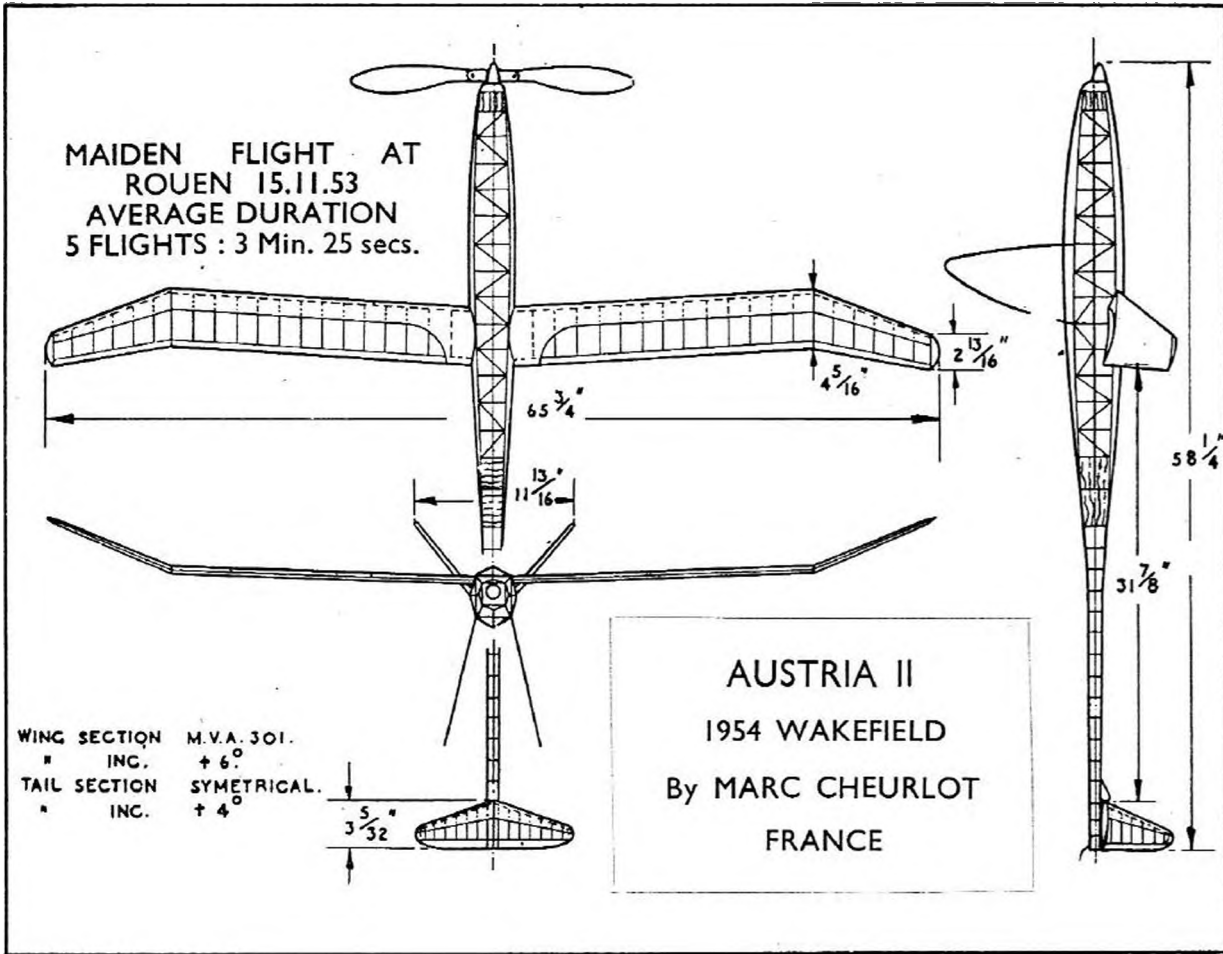 MAIDEN FLIGHT AT
ROUEN 15.11.53
AVERAGE DURATION
5 FLIGHTS : 3 Min. 25 secs.
2 13/16"
4 5/16"
65 3/4"
58 1/4"
11 13/16"
31 7/8"
AUSTRIA II
1954 WAKEFIELD
By MARC CHEURLOT
FRANCE
WING SECTION M.V.A. 301.
" INC. + 6°.
TAIL SECTION SYMETRICAL.
" INC. + 4°
3 5/32"